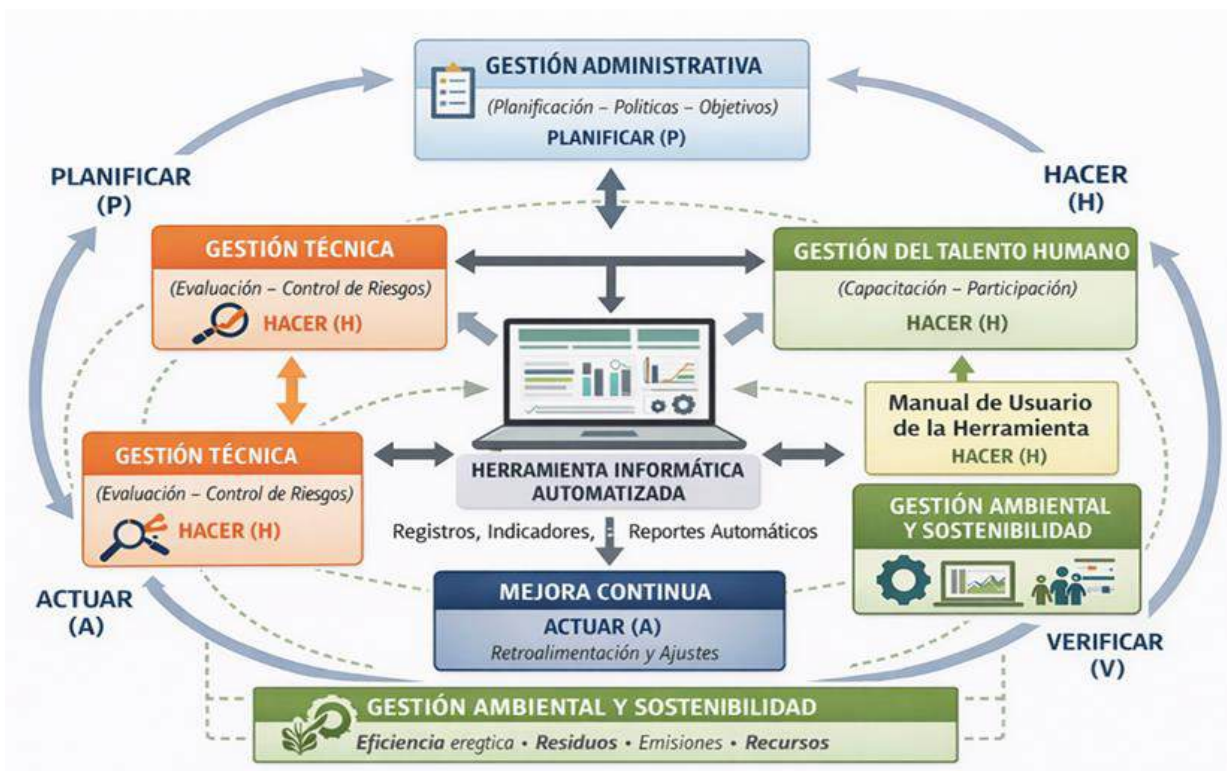 GESTIÓN ADMINISTRATIVA
(Planificación – Politicas – Objetivos)
PLANIFICAR (P)
PLANIFICAR
(P)
HACER
(H)
GESTIÓN TÉCNICA
(Evaluación – Control de Riesgos)
HACER (H)
GESTIÓN DEL TALENTO HUMANO
(Capacitación – Participación)
HACER (H)
Manual de Usuario
de la Herramienta
HACER (H)
GESTIÓN TÉCNICA
(Evaluación – Control de Riesgos)
HACER (H)
HERRAMIENTA INFORMÁTICA
AUTOMATIZADA
GESTIÓN AMBIENTAL
Y SOSTENIBILIDAD
Registros, Indicadores, Reportes Automáticos
MEJORA CONTINUA
ACTUAR (A)
Retroalimentación y Ajustes
ACTUAR
(A)
VERIFICAR
(V)
GESTIÓN AMBIENTAL Y SOSTENIBILIDAD
Eficiencia eregtica • Residuos • Emisiones • Recursos